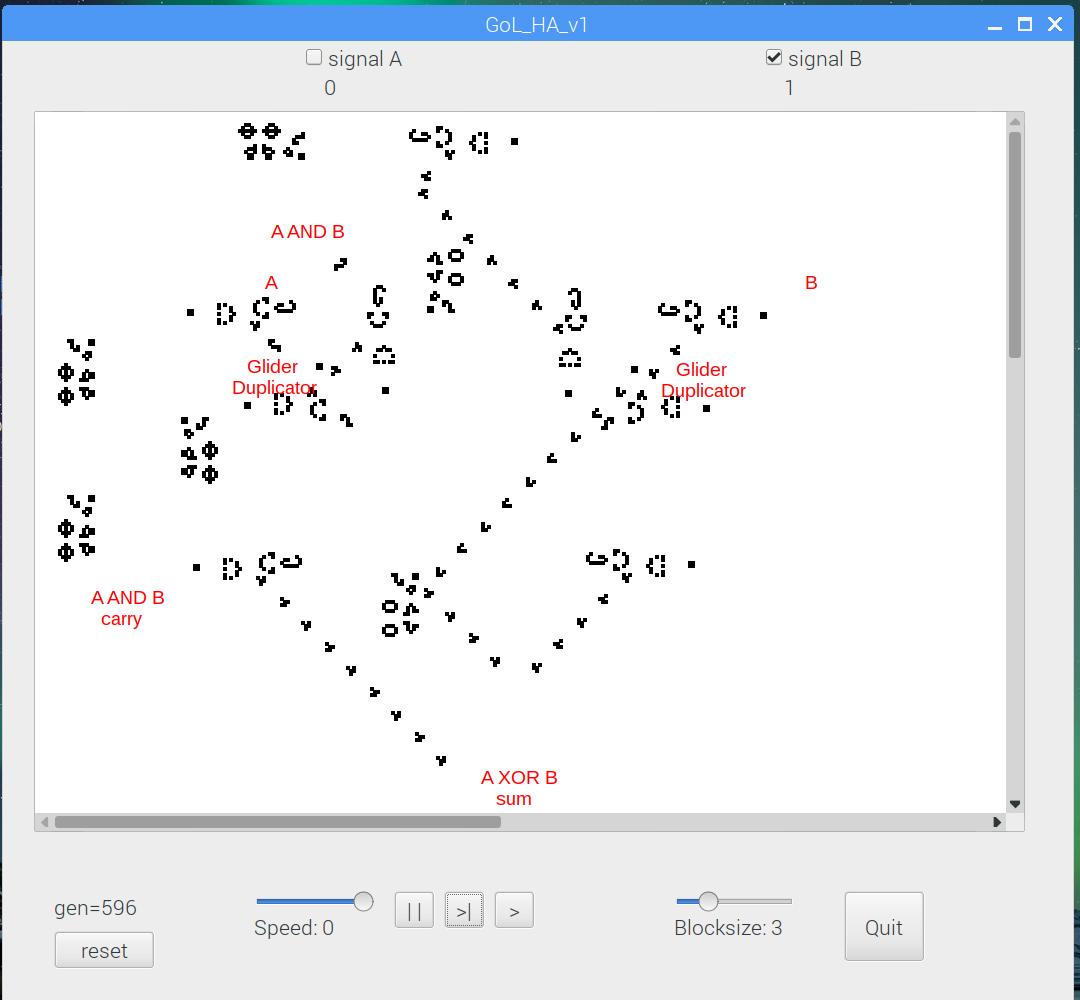 GoL_HA_v1
signal A
signal B
0
1
A AND B
A
B
Glider
Duplicator
Glider
Duplicator
A AND B
carry
A XOR B
sum
gen=596
Speed: 0
||
>|
>
Blocksize: 3
Quit
reset